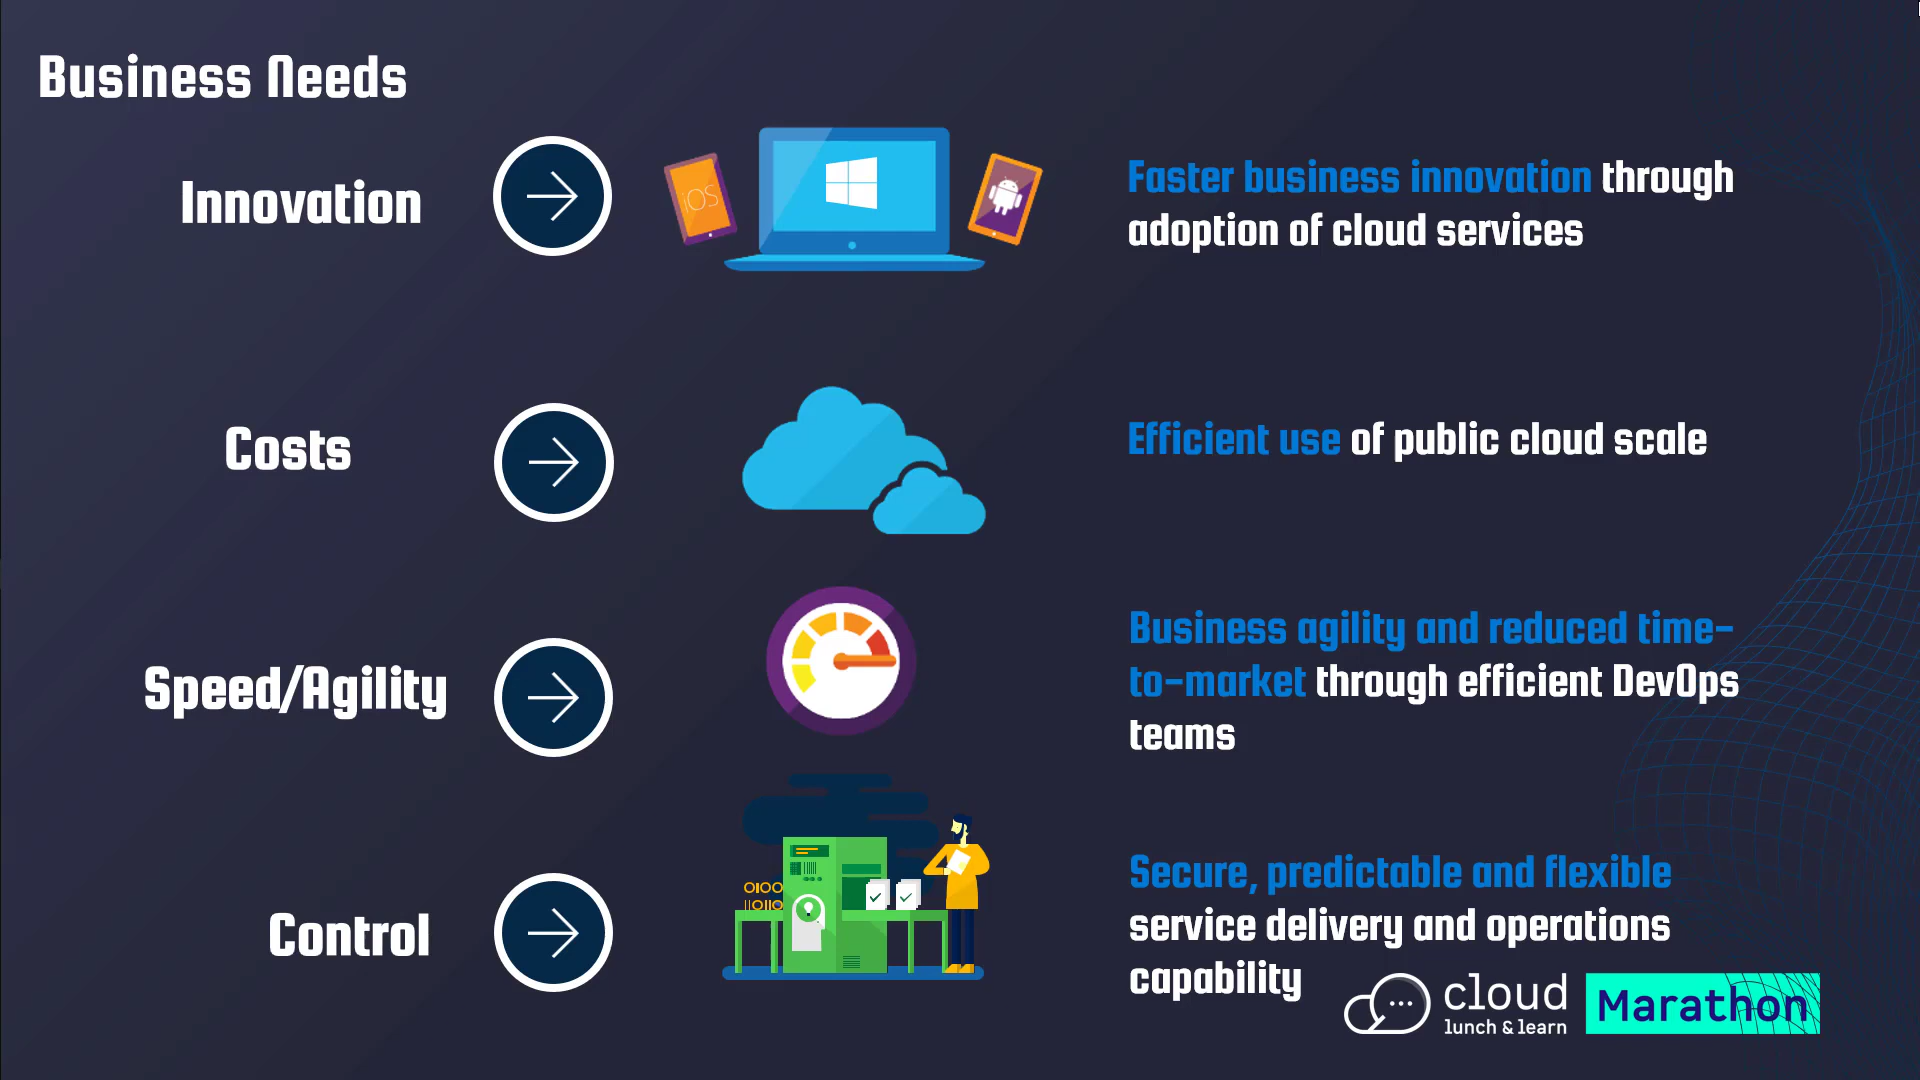 Business Needs
Innovation
iOS
Faster business innovation through
adoption of cloud services
Costs
Efficient use of public cloud scale
Speed/Agility
Business agility and reduced time-
to-market through efficient DevOps
teams
Control
0100
110110
Secure, predictable and flexible
service delivery and operations
capability
cloud
lunch & learn
Marathon